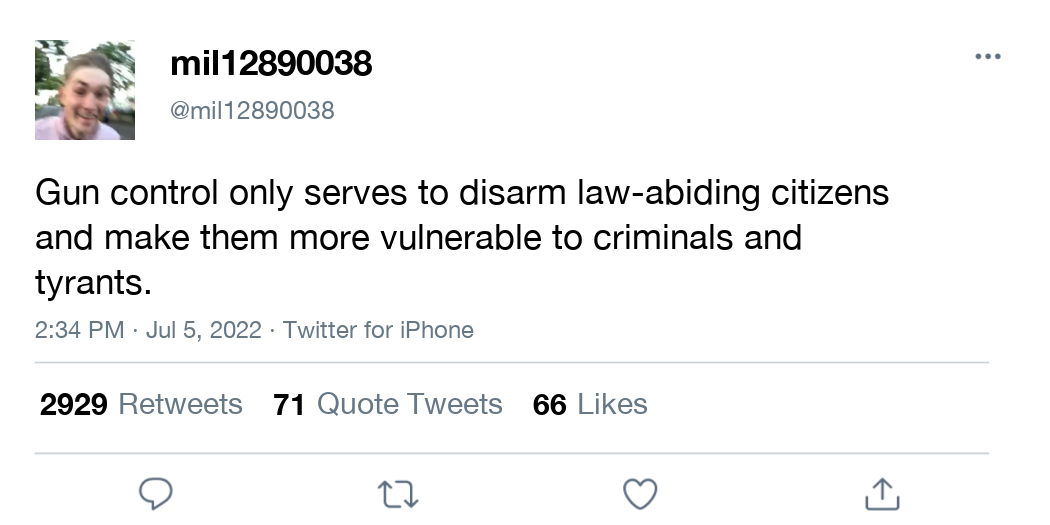 mil12890038
@mil12890038
Gun control only serves to disarm law-abiding citizens
and make them more vulnerable to criminals and
tyrants.
2:34 PM · Jul 5, 2022 · Twitter for iPhone
2929 Retweets 71 Quote Tweets 66 Likes